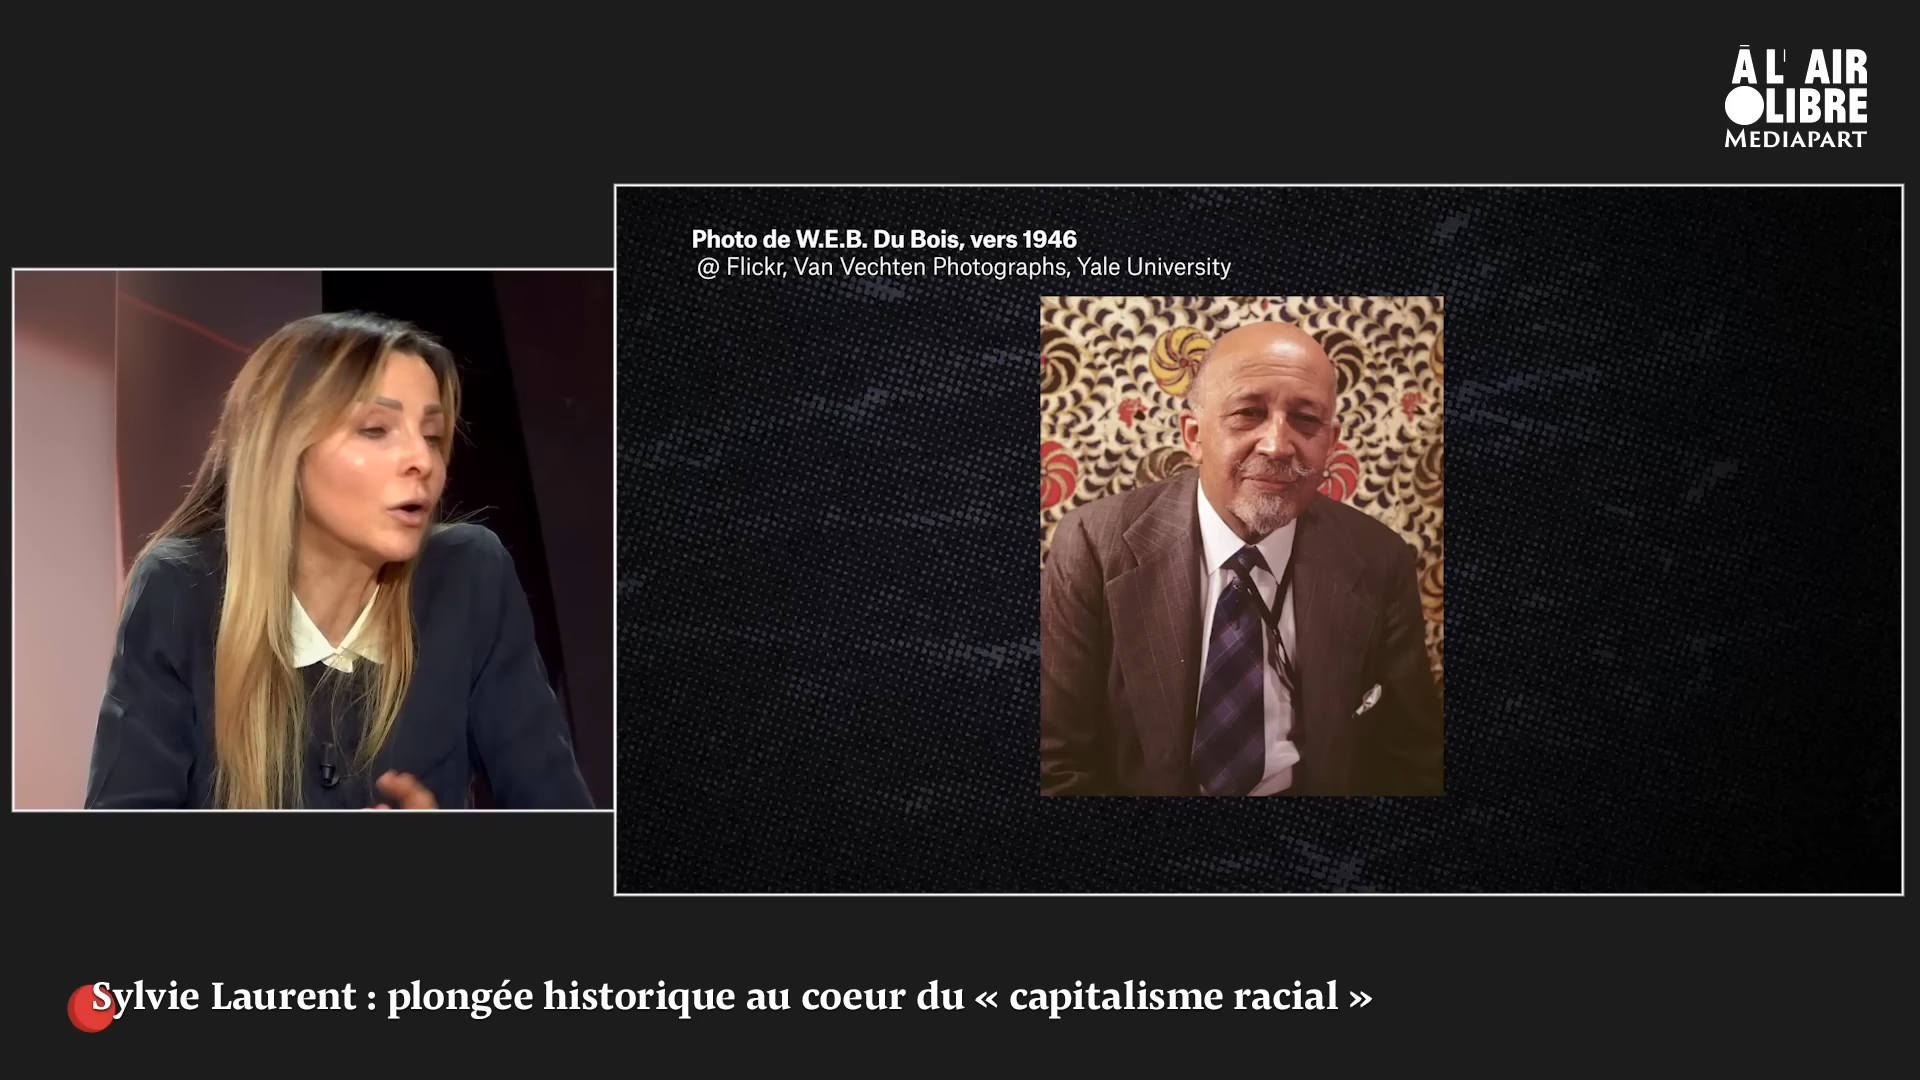 À L' AIR
LIBRE
MEDIAPART
Photo de W.E.B. Du Bois, vers 1946
@ Flickr, Van Vechten Photographs, Yale University
Sylvie Laurent : plongée historique au coeur du « capitalisme racial »